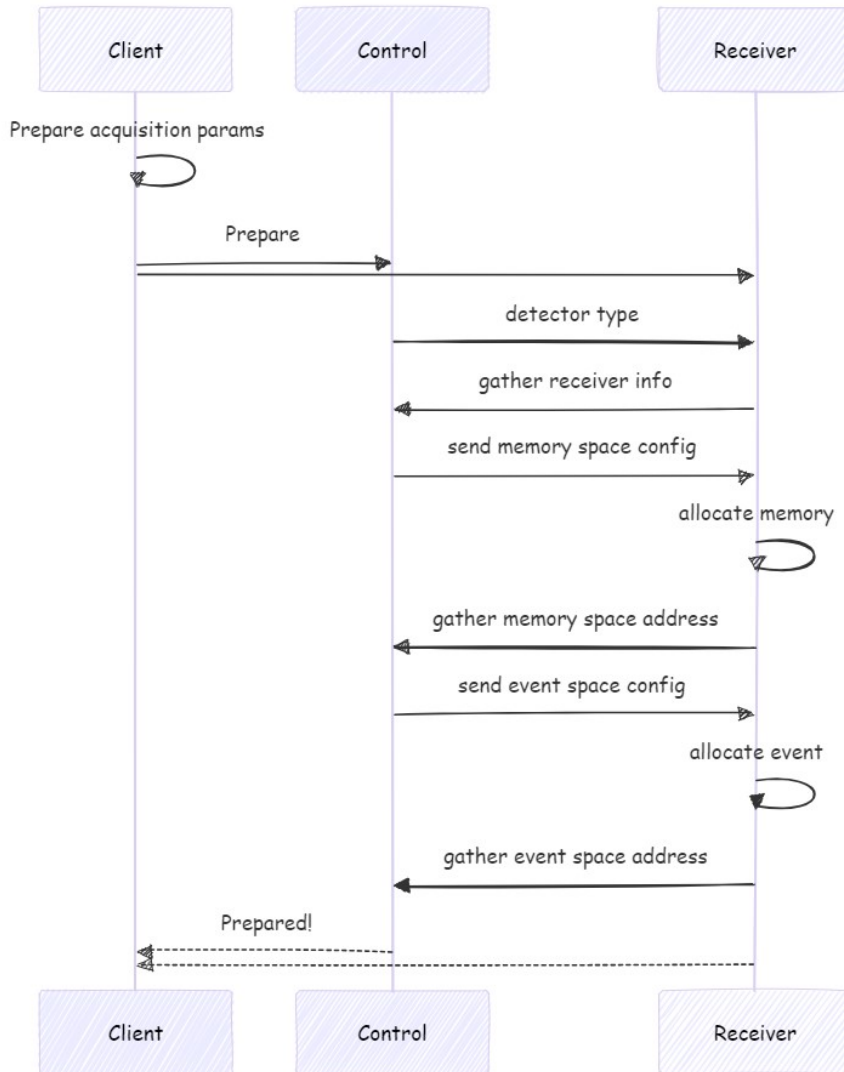 Client
Control
Receiver
Prepare acquisition params
Prepare
detector type
gather receiver info
send memory space config
allocate memory
gather memory space address
send event space config
allocate event
gather event space address
Prepared!
Client
Control
Receiver